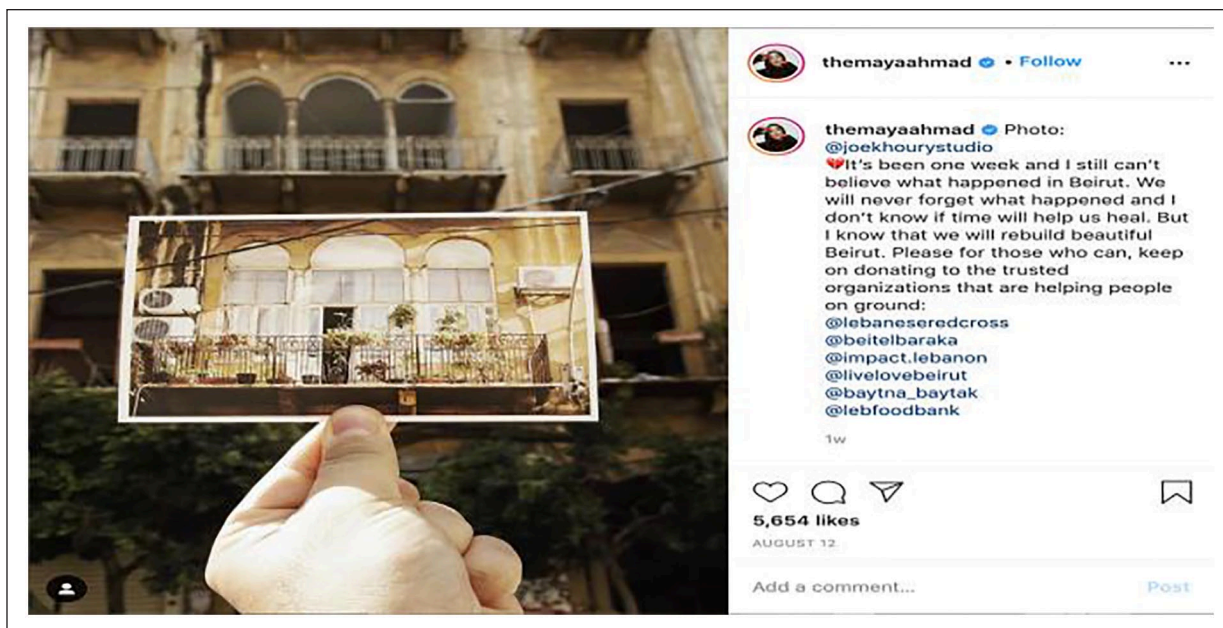 themayaahmad • Follow
themayaahmad Photo:
@joekhourystudio
💔It's been one week and I still can't
believe what happened in Beirut. We
will never forget what happened and I
don't know if time will help us heal. But
I know that we will rebuild beautiful
Beirut. Please for those who can, keep
on donating to the trusted
organizations that are helping people
on ground:
@lebaneseredcross
@beitelbaraka
@impact.lebanon
@livelovebeirut
@baytna_baytak
@lebfoodbank
1w
5,654 likes
AUGUST 12
Add a comment... Post